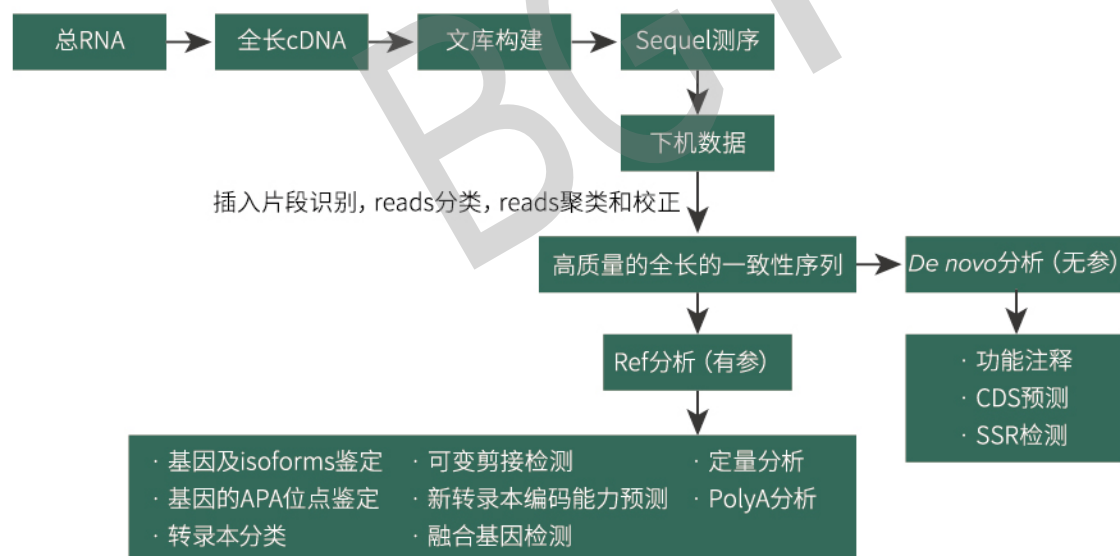 总RNA
全长cDNA
文库构建
Sequel测序
下机数据
插入片段识别，reads分类，reads聚类和校正
高质量的全长的一致性序列
De novo分析（无参）
Ref分析（有参）
· 功能注释
· CDS预测
· SSR检测
· 基因及isoforms鉴定
· 基因的APA位点鉴定
· 转录本分类
· 可变剪接检测
· 新转录本编码能力预测
· 融合基因检测
· 定量分析
· PolyA分析